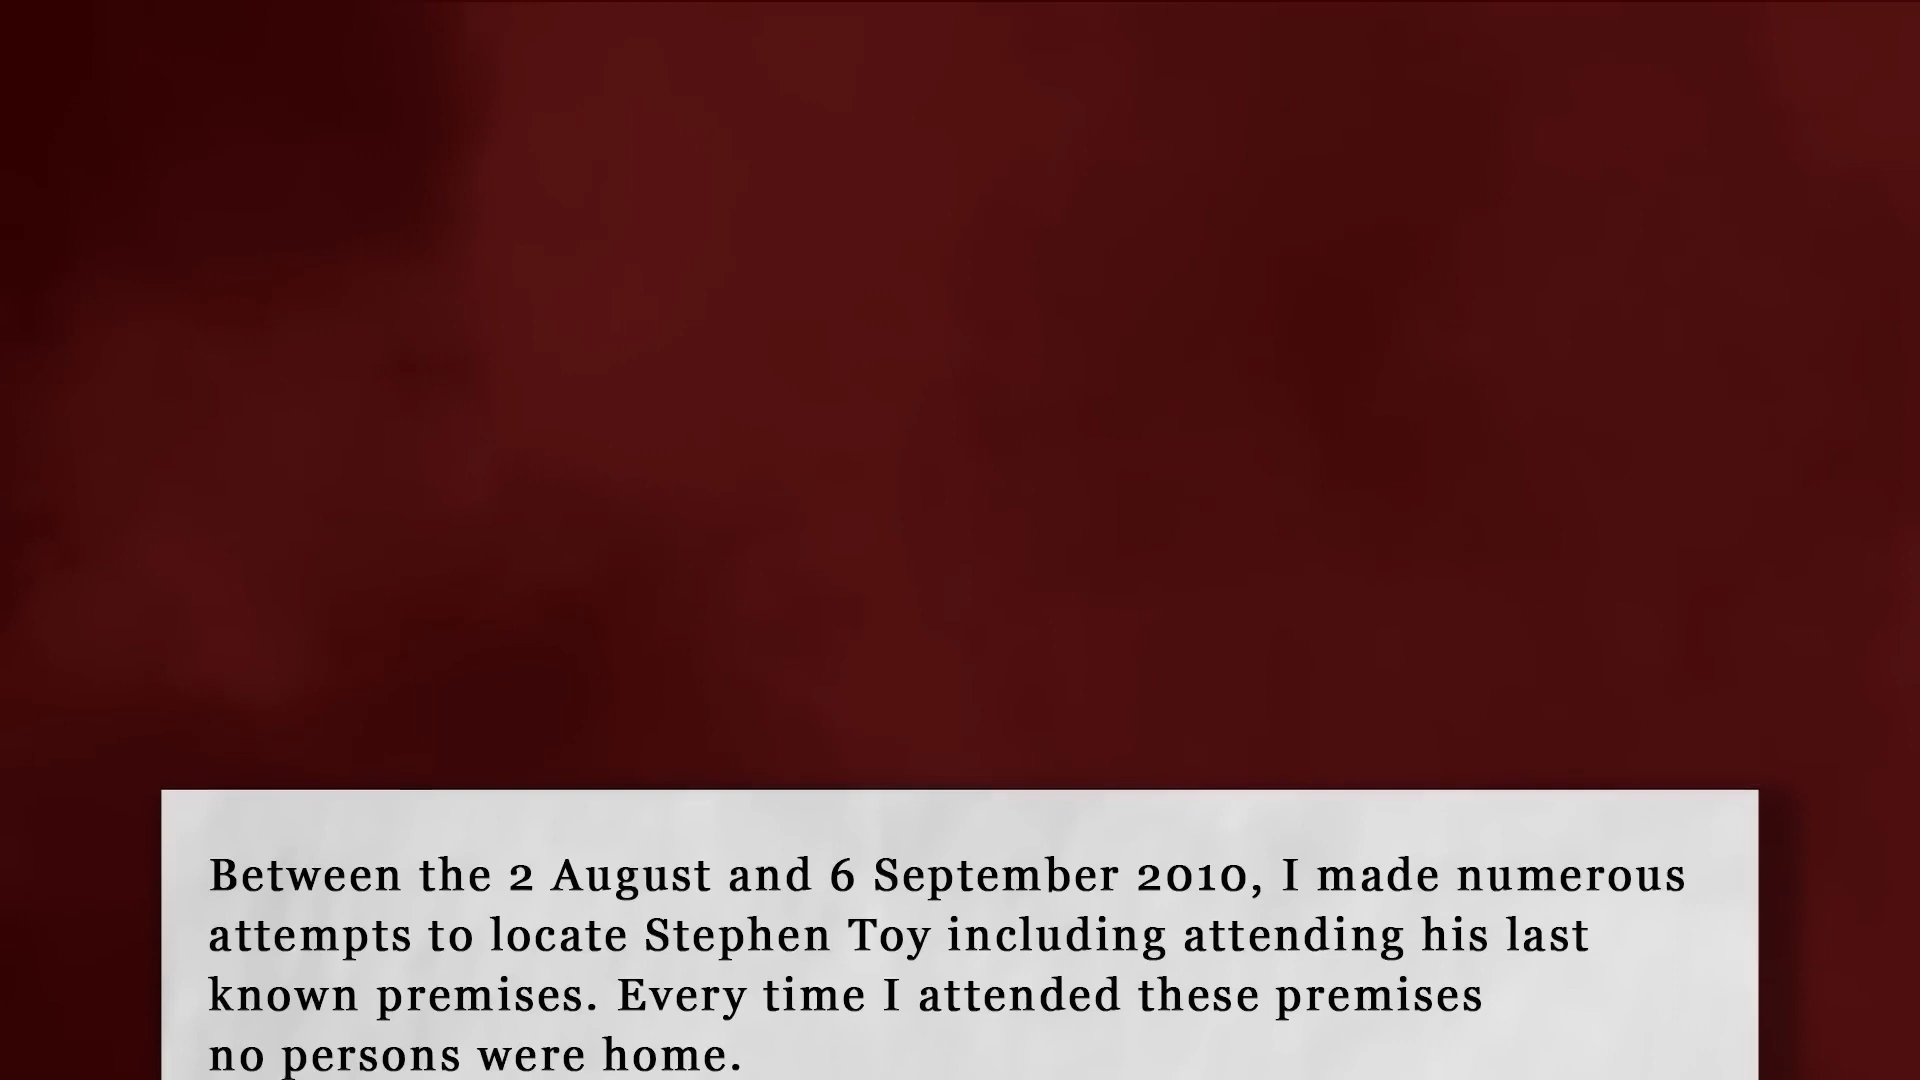 Between the 2 August and 6 September 2010, I made numerous
attempts to locate Stephen Toy including attending his last
known premises. Every time I attended these premises
no persons were home.